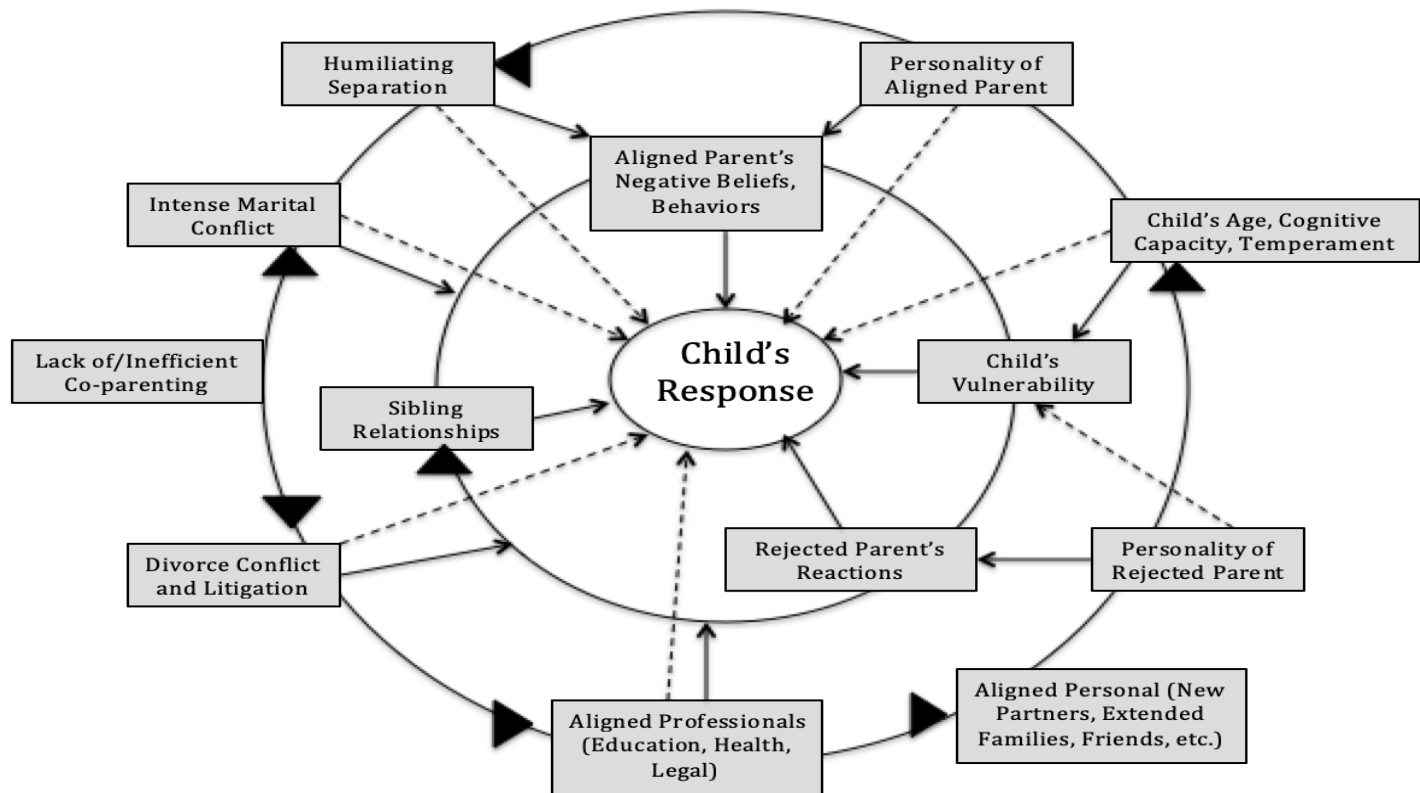 Humiliating
Separation
Personality of
Aligned Parent
Aligned Parent’s
Negative Beliefs,
Behaviors
Intense Marital
Conflict
Child’s Age, Cognitive
Capacity, Temperament
Lack of/Inefficient
Co-parenting
Child’s
Response
Child’s
Vulnerability
Sibling
Relationships
Divorce Conflict
and Litigation
Rejected Parent’s
Reactions
Personality of
Rejected Parent
Aligned Professionals
(Education, Health,
Legal)
Aligned Personal (New
Partners, Extended
Families, Friends, etc.)